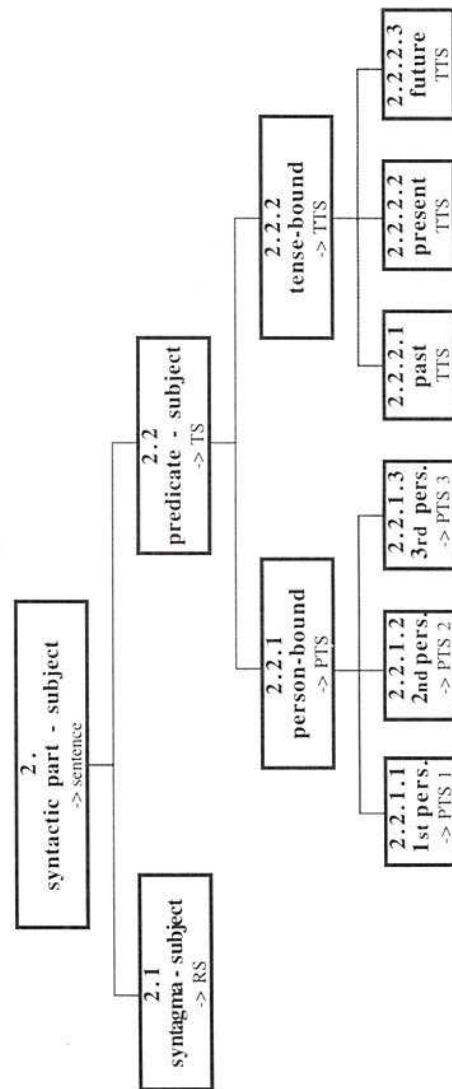 2.
syntactic part - subject
-> sentence
2.1
syntagma - subject
-> RS
2.2
predicate - subject
-> TS
2.2.1
person-bound
-> PTS
2.2.2
tense-bound
-> TTS
2.2.1.1
1st pers.
-> PTS 1
2.2.1.2
2nd pers.
-> PTS 2
2.2.1.3
3rd pers.
-> PTS 3
2.2.2.1
past
TTS
2.2.2.2
present
TTS
2.2.2.3
future
TTS